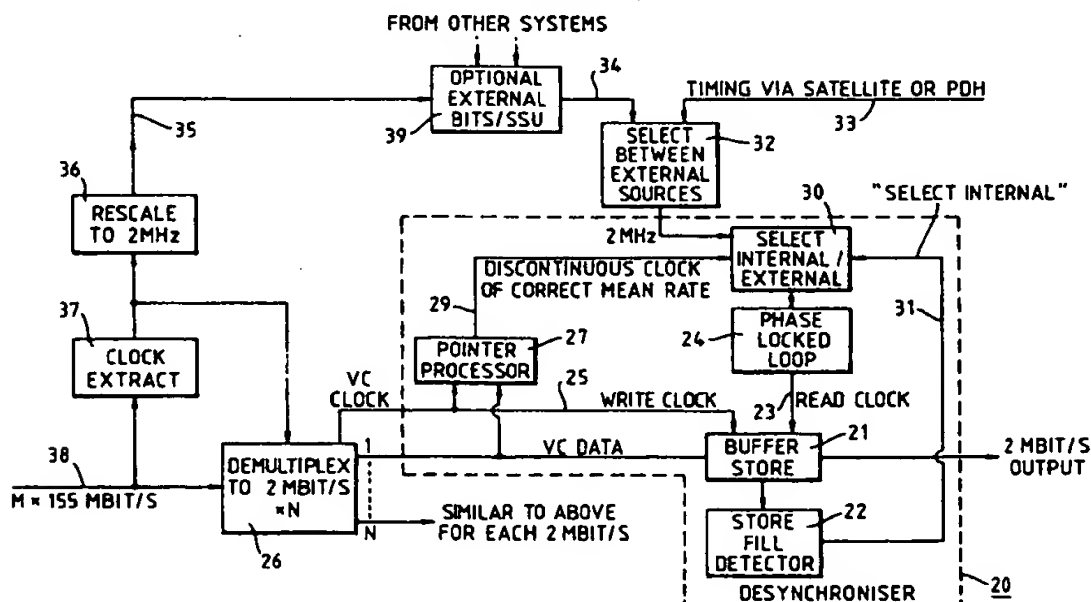 FROM OTHER SYSTEMS
OPTIONAL
EXTERNAL
BITS/SSU
39
34
TIMING VIA SATELLITE OR PDH
33
35
SELECT
BETWEEN
EXTERNAL
SOURCES
32
36
RESCALE
TO 2MHz
"SELECT INTERNAL"
30
2MHz
SELECT
INTERNAL /
EXTERNAL
DISCONTINUOUS CLOCK
OF CORRECT MEAN RATE
29
31
37
CLOCK
EXTRACT
POINTER
PROCESSOR
27
24
PHASE
LOCKED
LOOP
VC
CLOCK
25
WRITE CLOCK
23
READ CLOCK
38
M × 155 MBIT/S
DEMULTIPLEX
TO 2 MBIT/S
×N
26
1
N
VC DATA
BUFFER
STORE
21
2 MBIT/S
OUTPUT
SIMILAR TO ABOVE
FOR EACH 2MBIT/S
STORE
FILL
DETECTOR
22
DESYNCHRONISER
20